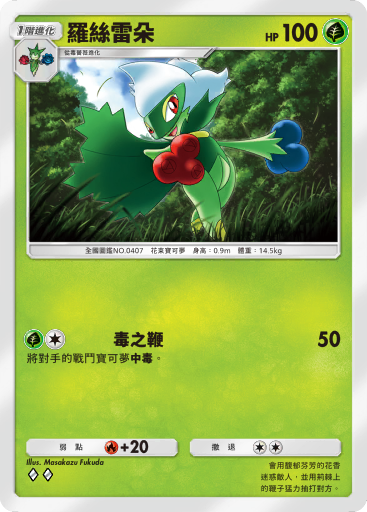 1階進化
羅絲雷朵
HP 100
從毒薔薇進化
全國圖鑑NO.0407 花束寶可夢 身高:0.9m 體重:14.5kg
毒之鞭 50
將對手的戰鬥寶可夢中毒。
弱點 +20
撤退
Illus. Masakazu Fukuda
會用馥郁芬芳的花香
迷惑敵人,並用荊棘上
的鞭子猛力抽打對方。